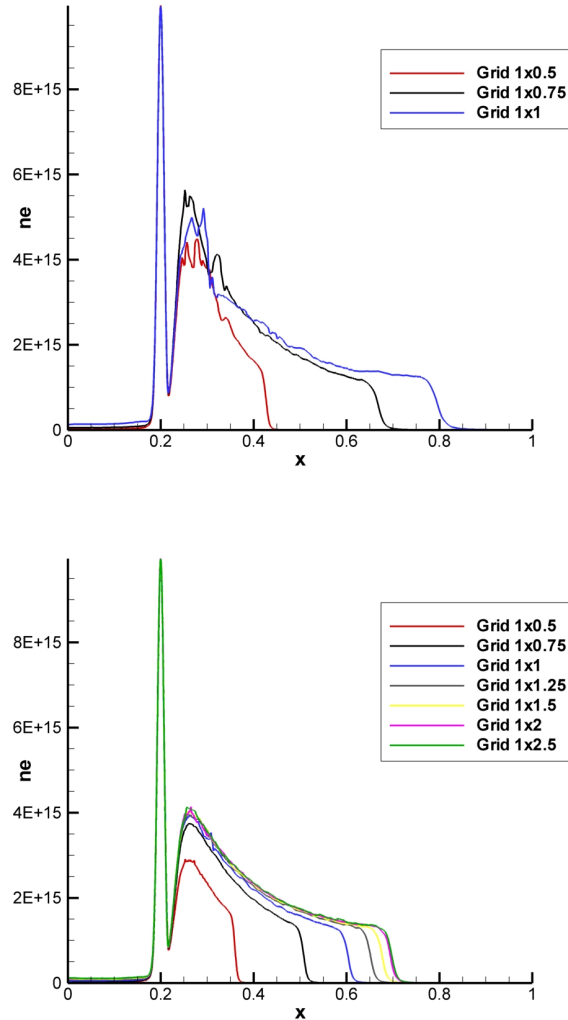 Grid 1x0.5
Grid 1x0.75
Grid 1x1
8E+15
6E+15
ne
4E+15
2E+15
0
0 0.2 0.4 0.6 0.8 1
x
Grid 1x0.5
Grid 1x0.75
Grid 1x1
Grid 1x1.25
Grid 1x1.5
Grid 1x2
Grid 1x2.5
8E+15
6E+15
ne
4E+15
2E+15
0
0 0.2 0.4 0.6 0.8 1
x